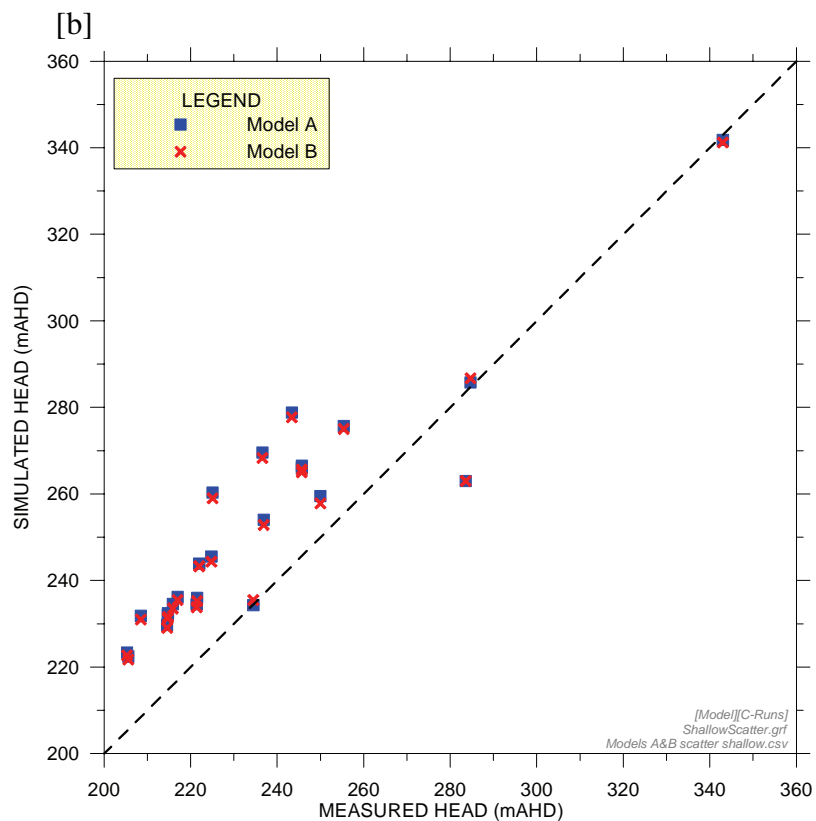 [b]
360
340
320
300
280
260
240
220
200
SIMULATED HEAD (mAHD)
LEGEND
Model A
Model B
[Model][C-Runs]
ShallowScatter.grf
Models A&B scatter shallow.csv
200 220 240 260 280 300 320 340 360
MEASURED HEAD (mAHD)